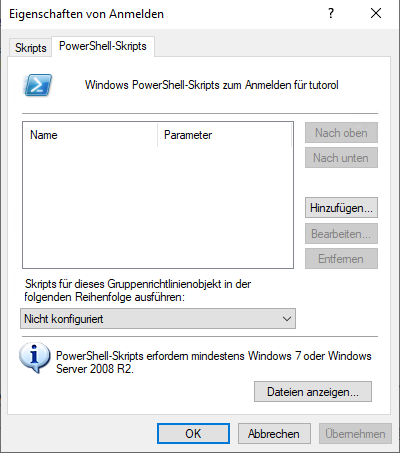 Eigenschaften von Anmelden
Skripts
PowerShell-Skripts
Windows PowerShell-Skripts zum Anmelden für tutorol
Name
Parameter
Nach oben
Nach unten
Hinzufügen...
Bearbeiten...
Entfernen
Skripts für dieses Gruppenrichtlinienobjekt in der
folgenden Reihenfolge ausführen:
Nicht konfiguriert
PowerShell-Skripts erfordern mindestens Windows 7 oder Windows
Server 2008 R2.
Dateien anzeigen...
OK
Abbrechen
Übernehmen